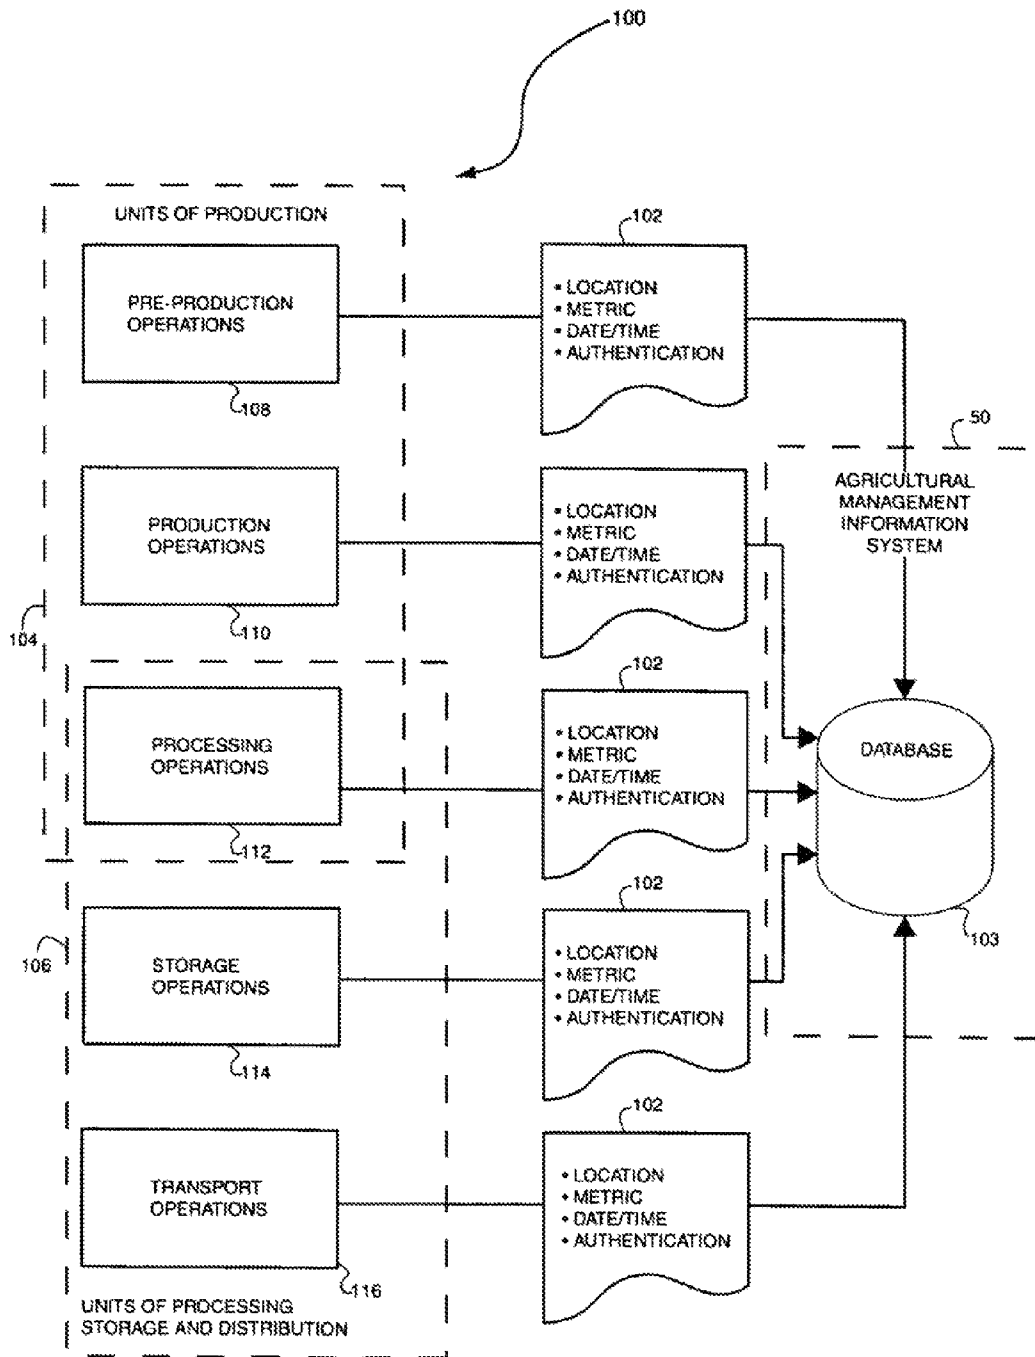 100
UNITS OF PRODUCTION
PRE-PRODUCTION
OPERATIONS
108
102
• LOCATION
• METRIC
• DATE/TIME
• AUTHENTICATION
50
AGRICULTURAL
MANAGEMENT
INFORMATION
SYSTEM
PRODUCTION
OPERATIONS
110
104
• LOCATION
• METRIC
• DATE/TIME
• AUTHENTICATION
PROCESSING
OPERATIONS
112
102
• LOCATION
• METRIC
• DATE/TIME
• AUTHENTICATION
DATABASE
103
106
STORAGE
OPERATIONS
114
102
• LOCATION
• METRIC
• DATE/TIME
• AUTHENTICATION
TRANSPORT
OPERATIONS
116
102
• LOCATION
• METRIC
• DATE/TIME
• AUTHENTICATION
UNITS OF PROCESSING
STORAGE AND DISTRIBUTION